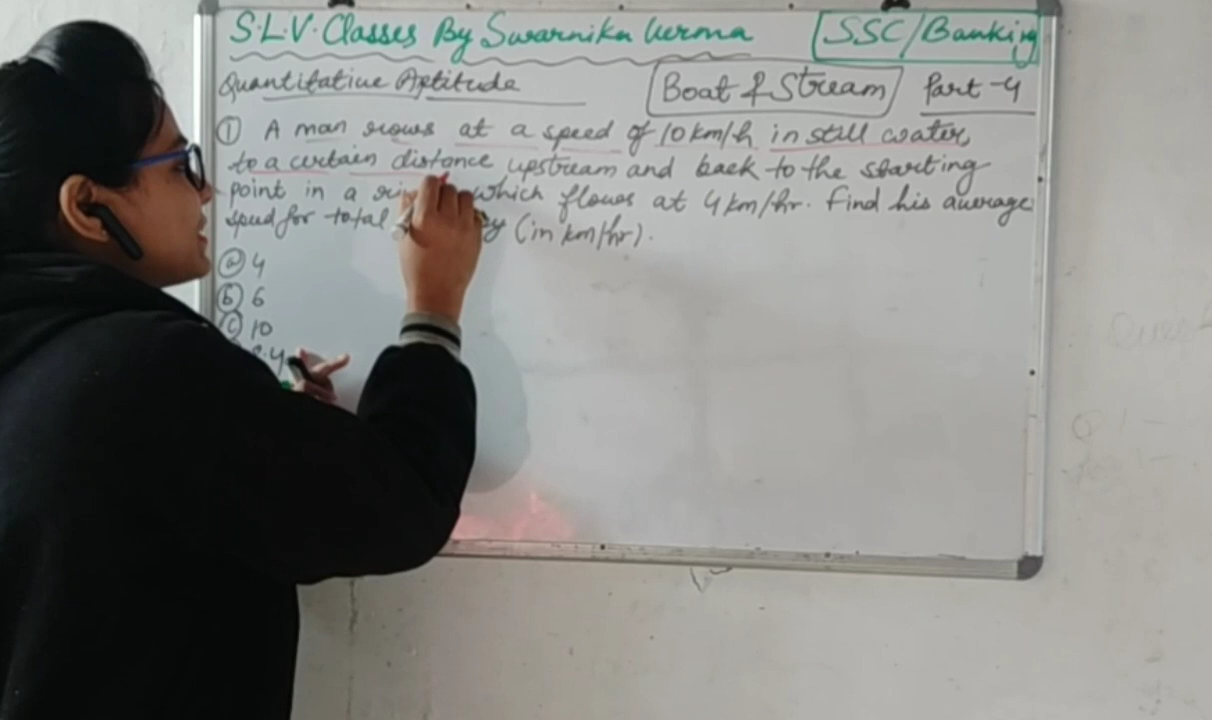 S.L.V. Classes By Swarnika Verma
SSC/Banking
Quantitative Aptitude
Boat & Stream
Part-4
① A man rows at a speed of 10 km/h in still water,
to a certain distance upstream and back to the starting
point in a which flows at 4 km/hr. Find his average
speed for total (in km/hr).
ⓐ 4
ⓑ 6
ⓒ 10